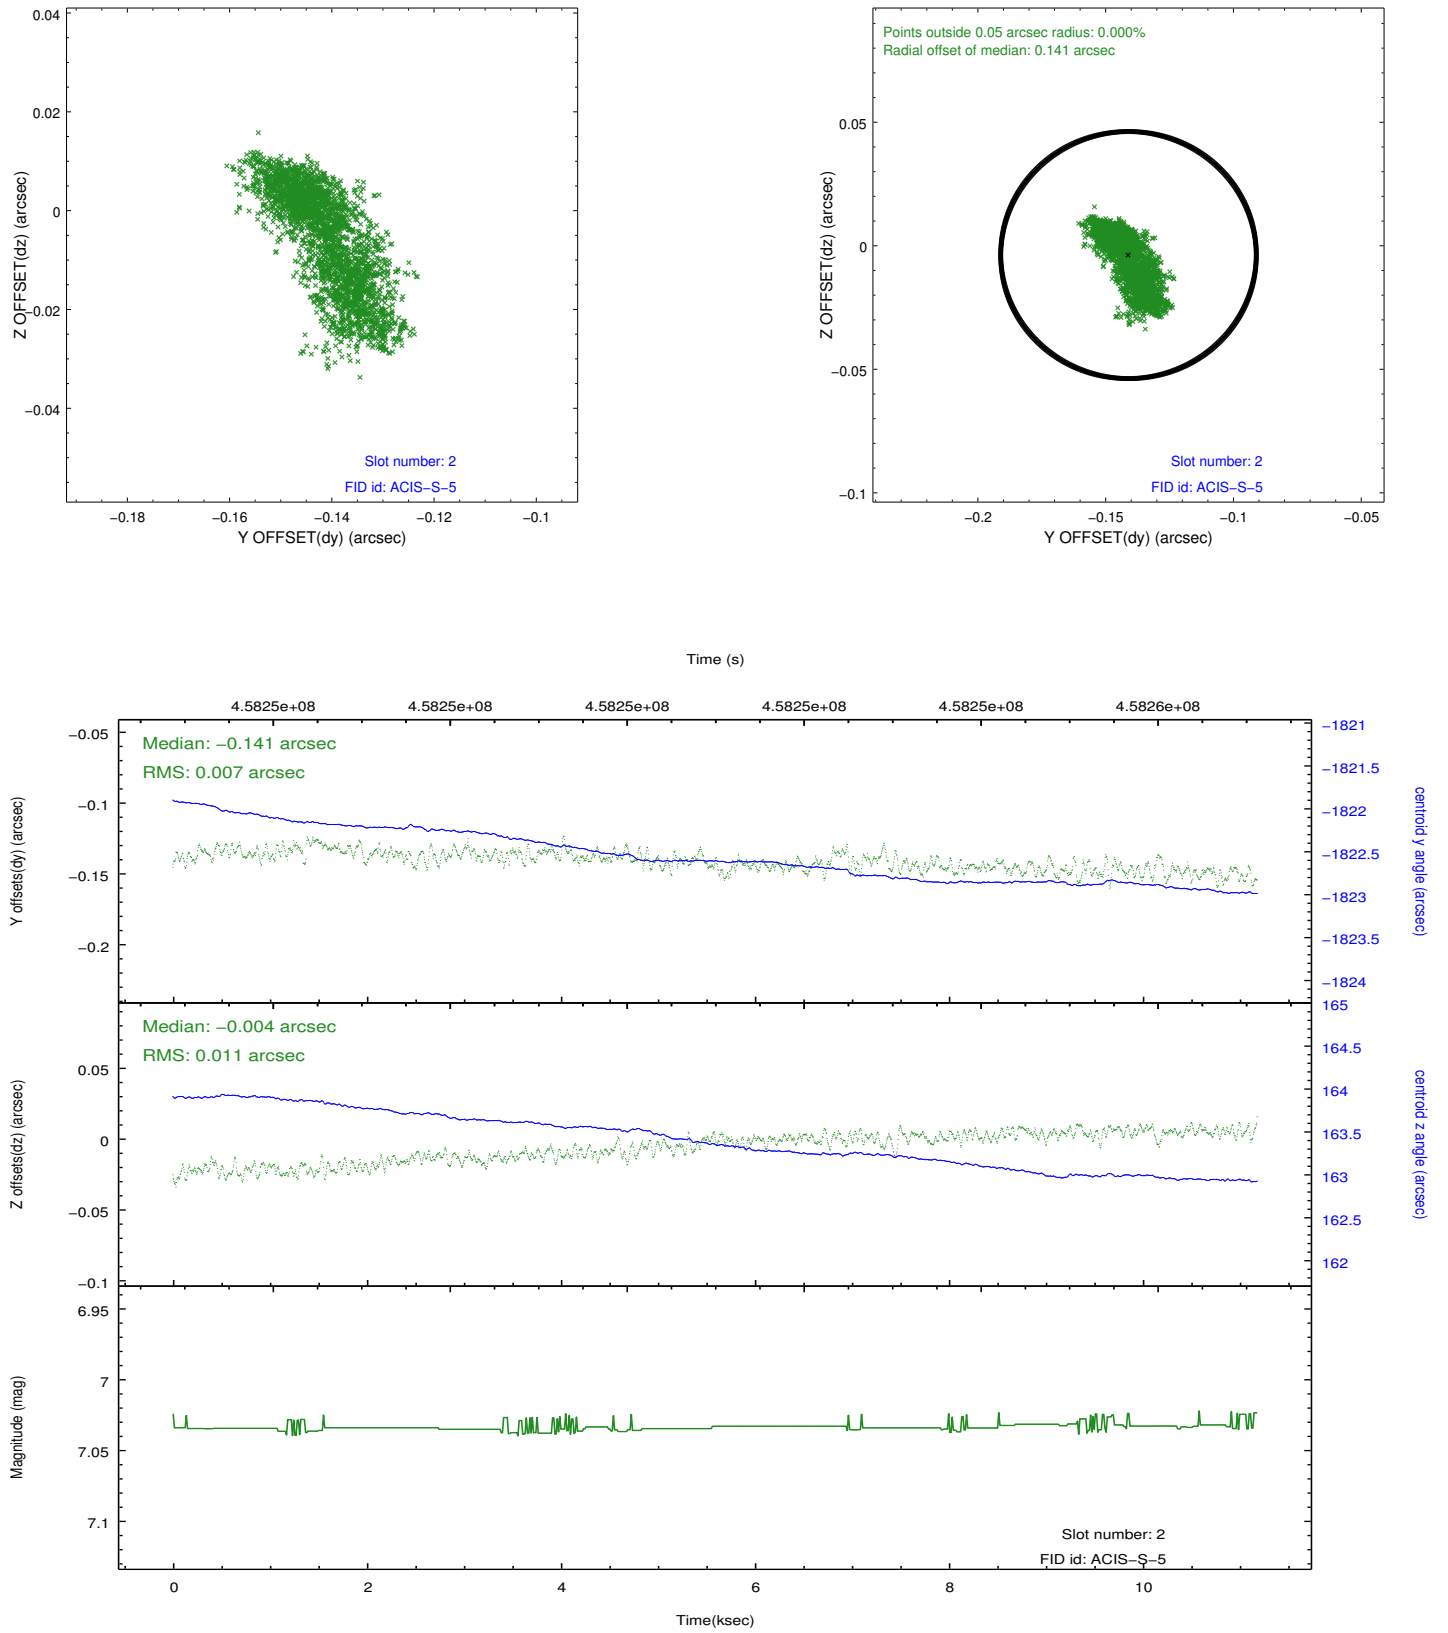 0.04
0.02
0
−0.02
−0.04
Z OFFSET(dz) (arcsec)
Slot number: 2
FID id: ACIS−S−5
−0.18
−0.16
−0.14
−0.12
−0.1
Y OFFSET(dy) (arcsec)
Points outside 0.05 arcsec radius: 0.000%
Radial offset of median: 0.141 arcsec
0.05
0
−0.05
−0.1
Z OFFSET(dz) (arcsec)
Slot number: 2
FID id: ACIS−S−5
−0.2
−0.15
−0.1
−0.05
Y OFFSET(dy) (arcsec)
Time (s)
4.5825e+08
4.5825e+08
4.5825e+08
4.5825e+08
4.5825e+08
4.5826e+08
Median: −0.141 arcsec
RMS: 0.007 arcsec
−0.05
−0.1
−0.15
−0.2
Y offsets(dy) (arcsec)
−1821
−1821.5
−1822
−1822.5
−1823
−1823.5
−1824
centroid y angle (arcsec)
Median: −0.004 arcsec
RMS: 0.011 arcsec
0.05
0
−0.05
−0.1
Z offsets(dz) (arcsec)
165
164.5
164
163.5
163
162.5
162
centroid z angle (arcsec)
6.95
7
7.05
7.1
Magnitude (mag)
Slot number: 2
FID id: ACIS−S−5
0
2
4
6
8
10
Time(ksec)